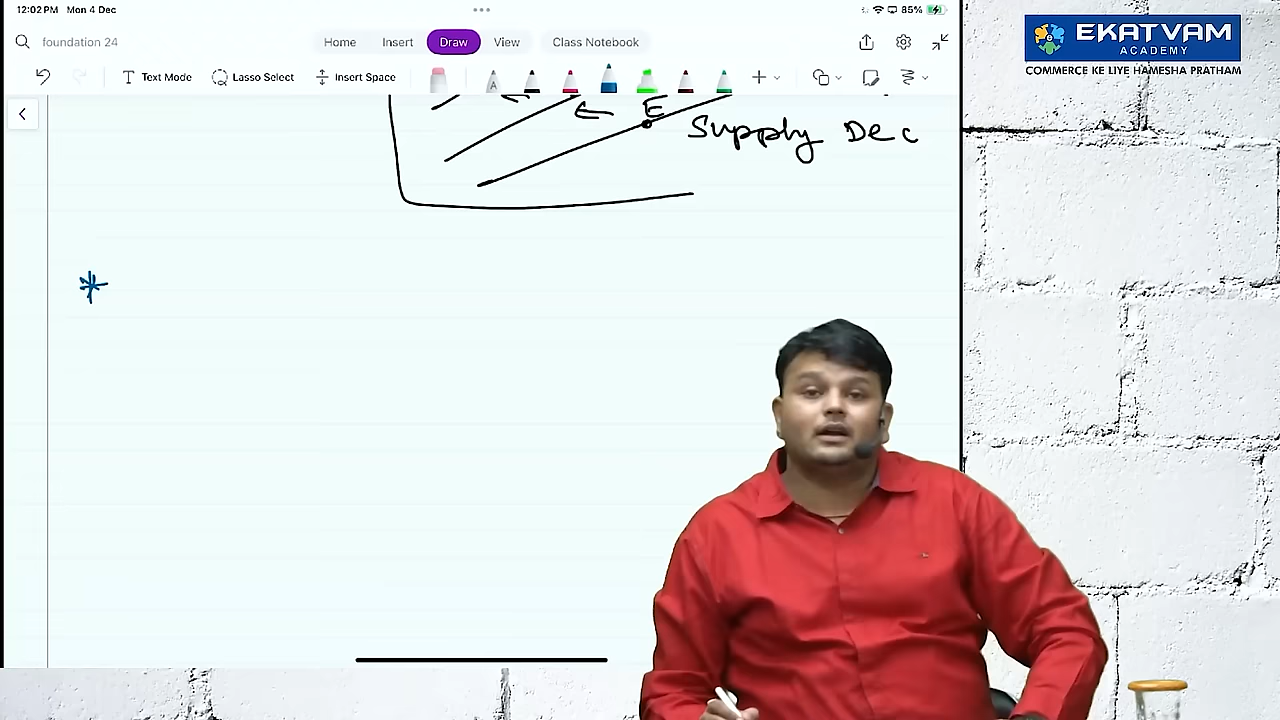 12:02 PM Mon 4 Dec
85%
foundation 24
Home Insert Draw View Class Notebook
Text Mode Lasso Select Insert Space
A
E
Supply Dec
*
EKATVAM
ACADEMY
COMMERCE KE LIYE HAMESHA PRATHAM